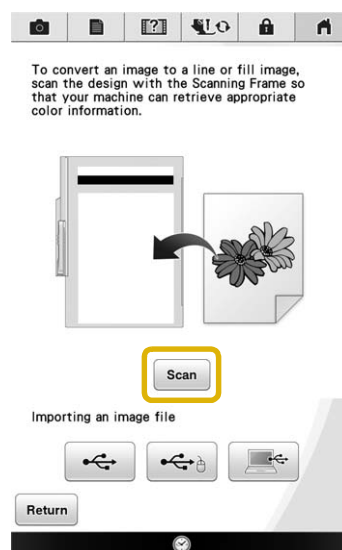 [?]
To convert an image to a line or fill image,
scan the design with the Scanning Frame so
that your machine can retrieve appropriate
color information.
Scan
Importing an image file
Return